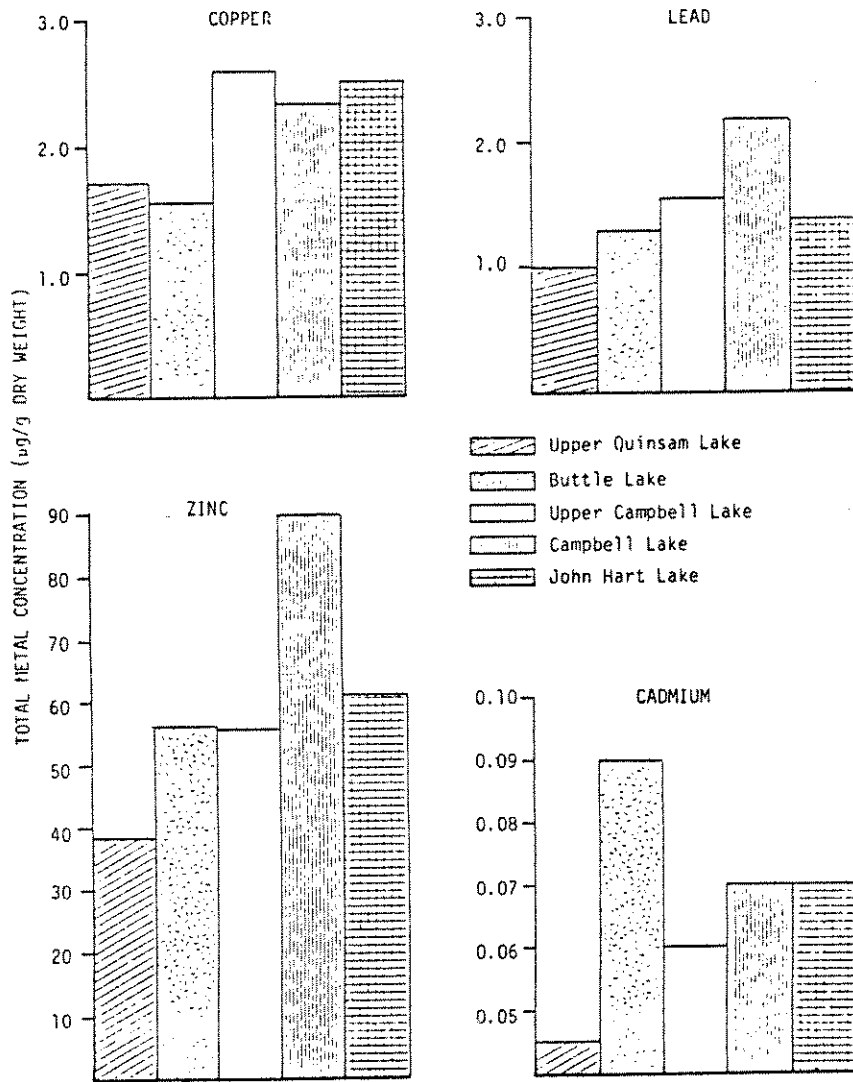 COPPER
3.0
2.0
1.0
LEAD
3.0
2.0
1.0
TOTAL METAL CONCENTRATION (µg/g DRY WEIGHT)
Upper Quinsam Lake
Buttle Lake
Upper Campbell Lake
Campbell Lake
John Hart Lake
ZINC
90
80
70
60
50
40
30
20
10
CADMIUM
0.10
0.09
0.08
0.07
0.06
0.05